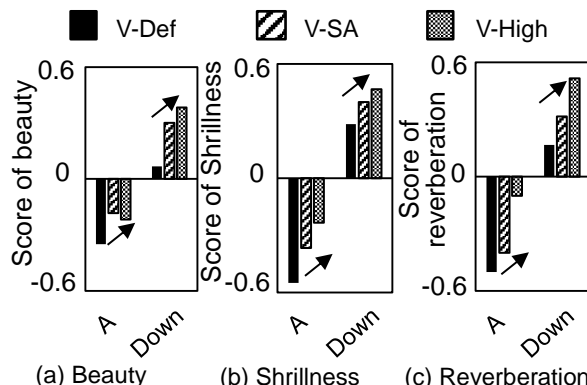 V-Def V-SA V-High
Score of beauty
0.6
0
-0.6
A
Down
(a) Beauty
Score of Shrillness
0.6
0
-0.6
A
Down
(b) Shrillness
Score of
reverberation
0.6
0
-0.6
A
Down
(c) Reverberation